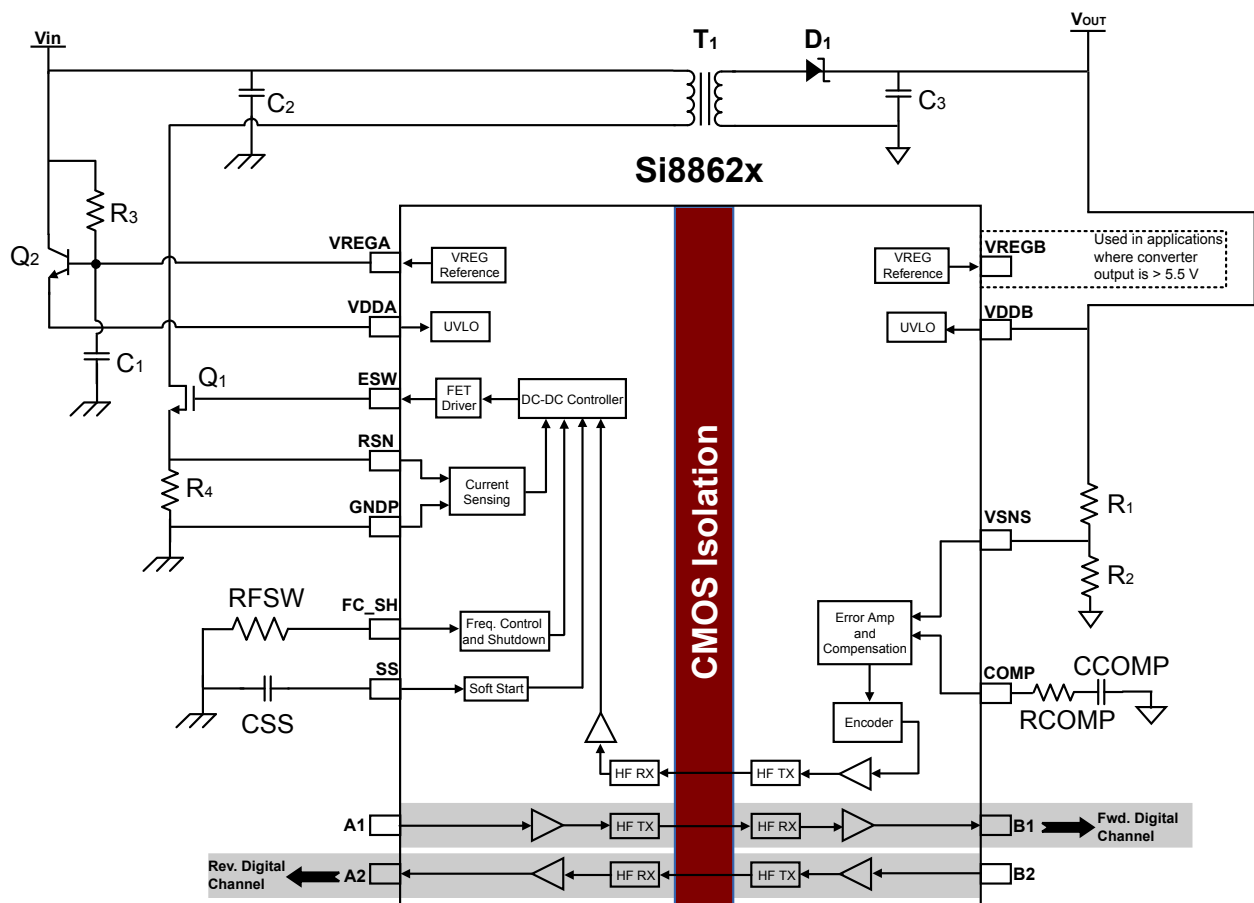 Vin
T1
D1
VOUT
C2
C3
Si8862x
R3
Q2
VREGA
VREG
Reference
VREG
Reference
VREGB
Used in applications
where converter
output is > 5.5 V
VDDA
UVLO
UVLO
VDDB
C1
Q1
ESW
FET
Driver
DC-DC Controller
RSN
R4
Current
Sensing
GNDP
CMOS Isolation
R1
VSNS
R2
RFSW
FC_SH
Freq. Control
and Shutdown
Error Amp
and
Compensation
SS
Soft Start
CSS
COMP
CCOMP
RCOMP
Encoder
HF RX
HF TX
A1
HF TX
HF RX
B1
Fwd. Digital
Channel
Rev. Digital
Channel
A2
HF RX
HF TX
B2